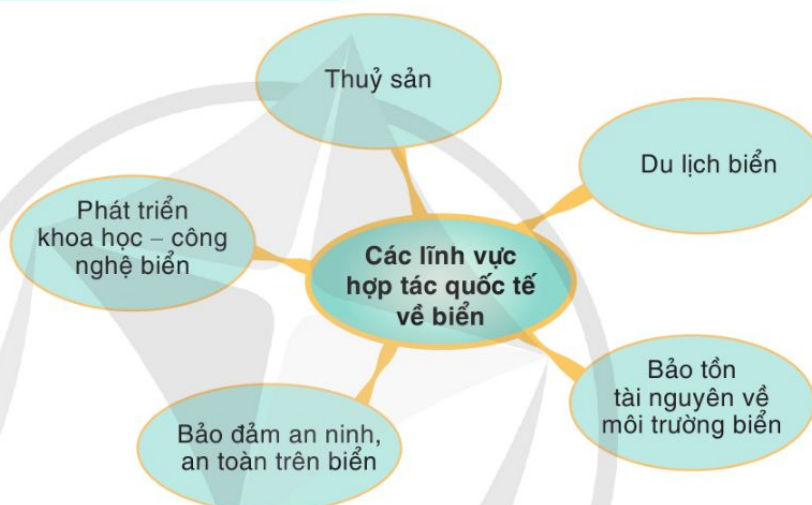 Thuỷ sản
Du lịch biển
Phát triển
khoa học – công
nghệ biển
Các lĩnh vực
hợp tác quốc tế
về biển
Bảo tồn
tài nguyên về
môi trường biển
Bảo đảm an ninh,
an toàn trên biển